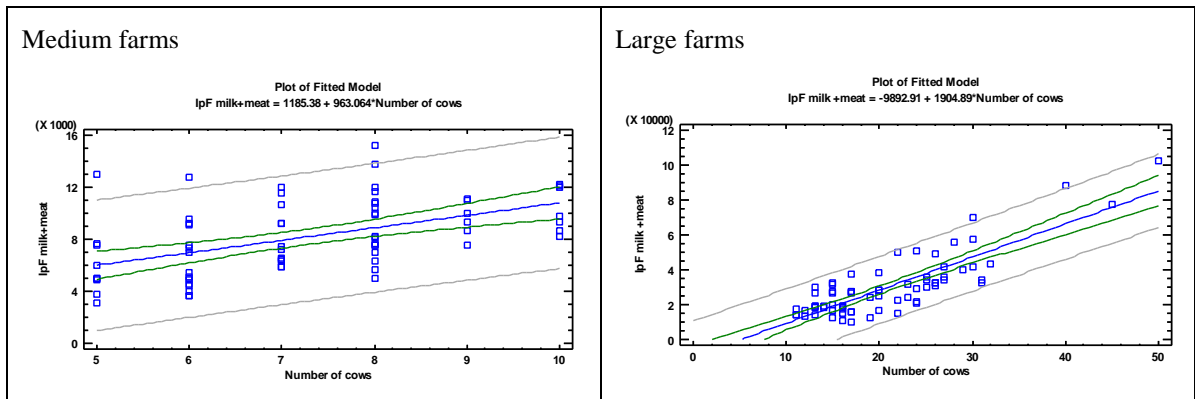 Medium farms
Plot of Fitted Model
IpF milk+meat = 1185.38 + 963.064*Number of cows
(X 1000)
16
12
8
4
0
IpF milk+meat
5 6 7 8 9 10
Number of cows
Large farms
Plot of Fitted Model
IpF milk +meat = -9892.91 + 1904.89*Number of cows
(X 10000)
12
10
8
6
4
2
0
IpF milk +meat
0 10 20 30 40 50
Number of cows